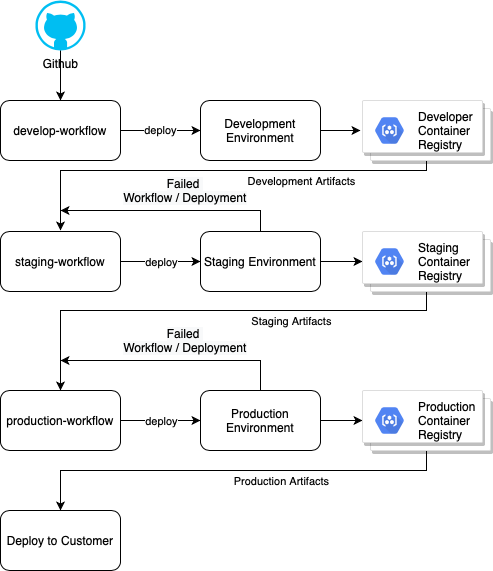 Github
develop-workflow
deploy
Development
Environment
Developer
Container
Registry
Development Artifacts
Failed
Workflow / Deployment
staging-workflow
deploy
Staging Environment
Staging
Container
Registry
Staging Artifacts
Failed
Workflow / Deployment
production-workflow
deploy
Production
Environment
Production
Container
Registry
Production Artifacts
Deploy to Customer